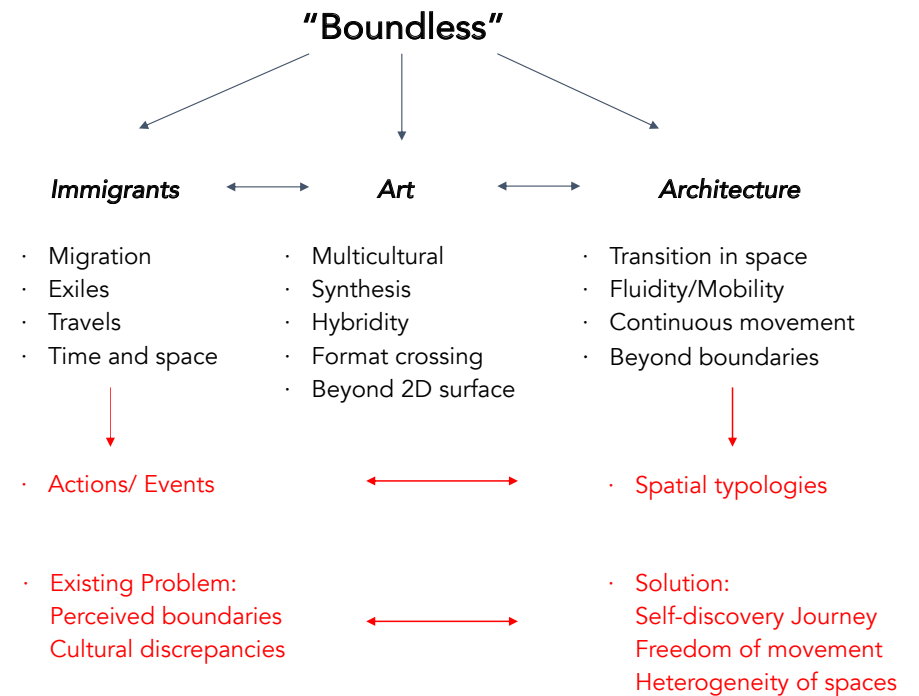 “Boundless”
Immigrants
Art
Architecture
· Migration
· Exiles
· Travels
· Time and space
· Multicultural
· Synthesis
· Hybridity
· Format crossing
· Beyond 2D surface
· Transition in space
· Fluidity/Mobility
· Continuous movement
· Beyond boundaries
· Actions/ Events
· Spatial typologies
· Existing Problem:
Perceived boundaries
Cultural discrepancies
· Solution:
Self-discovery Journey
Freedom of movement
Heterogeneity of spaces